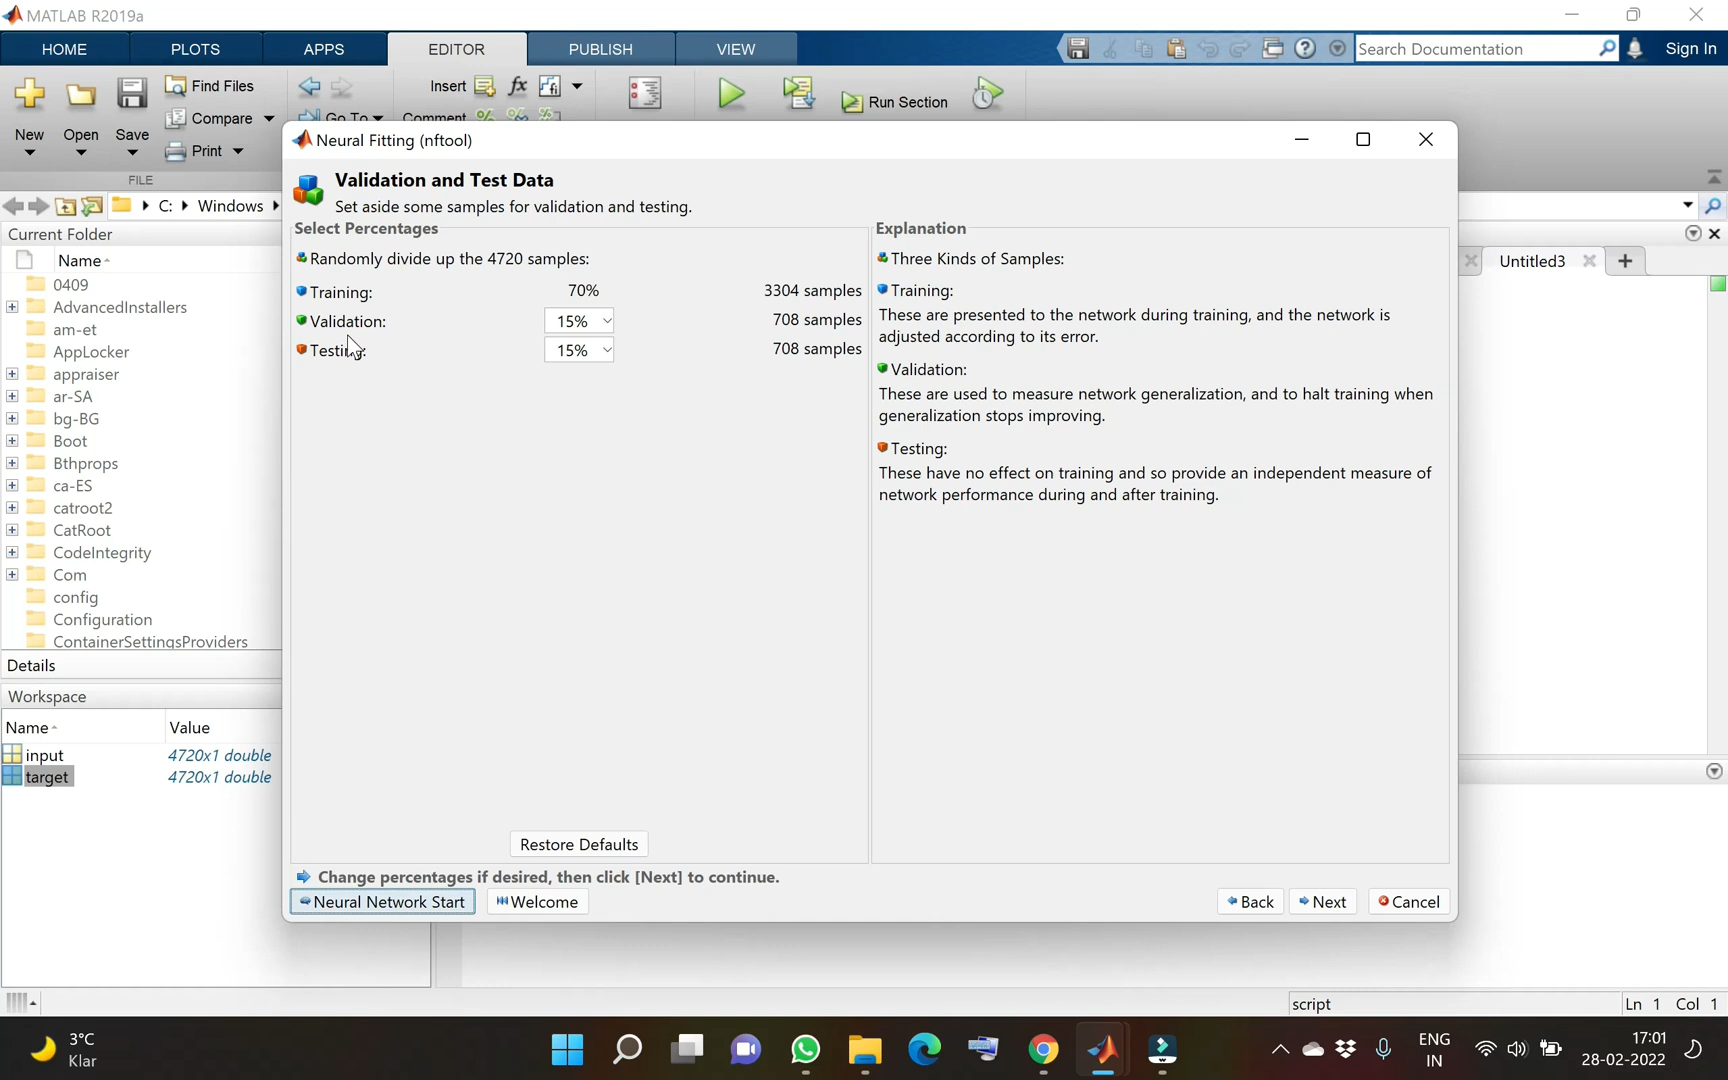 MATLAB R2019a
HOME PLOTS APPS EDITOR PUBLISH VIEW
Search Documentation
Sign In
New Open Save
Find Files
Compare
Print
FILE
Insert fx
Run Section
C: Windows
Current Folder
Name
0409
AdvancedInstallers
am-et
AppLocker
appraiser
ar-SA
bg-BG
Boot
Bthprops
ca-ES
catroot2
CatRoot
CodeIntegrity
Com
config
Configuration
ContainerSettingsProviders
Details
Workspace
Name Value
input 4720x1 double
target 4720x1 double
Untitled3
Neural Fitting (nftool)
Validation and Test Data
Set aside some samples for validation and testing.
Select Percentages
Randomly divide up the 4720 samples:
Training: 70% 3304 samples
Validation: 15% 708 samples
Testing: 15% 708 samples
Restore Defaults
Explanation
Three Kinds of Samples:
Training:
These are presented to the network during training, and the network is
adjusted according to its error.
Validation:
These are used to measure network generalization, and to halt training when
generalization stops improving.
Testing:
These have no effect on training and so provide an independent measure of
network performance during and after training.
Change percentages if desired, then click [Next] to continue.
Neural Network Start Welcome Back Next Cancel
script Ln 1 Col 1
3°C
Klar
ENG
IN
17:01
28-02-2022